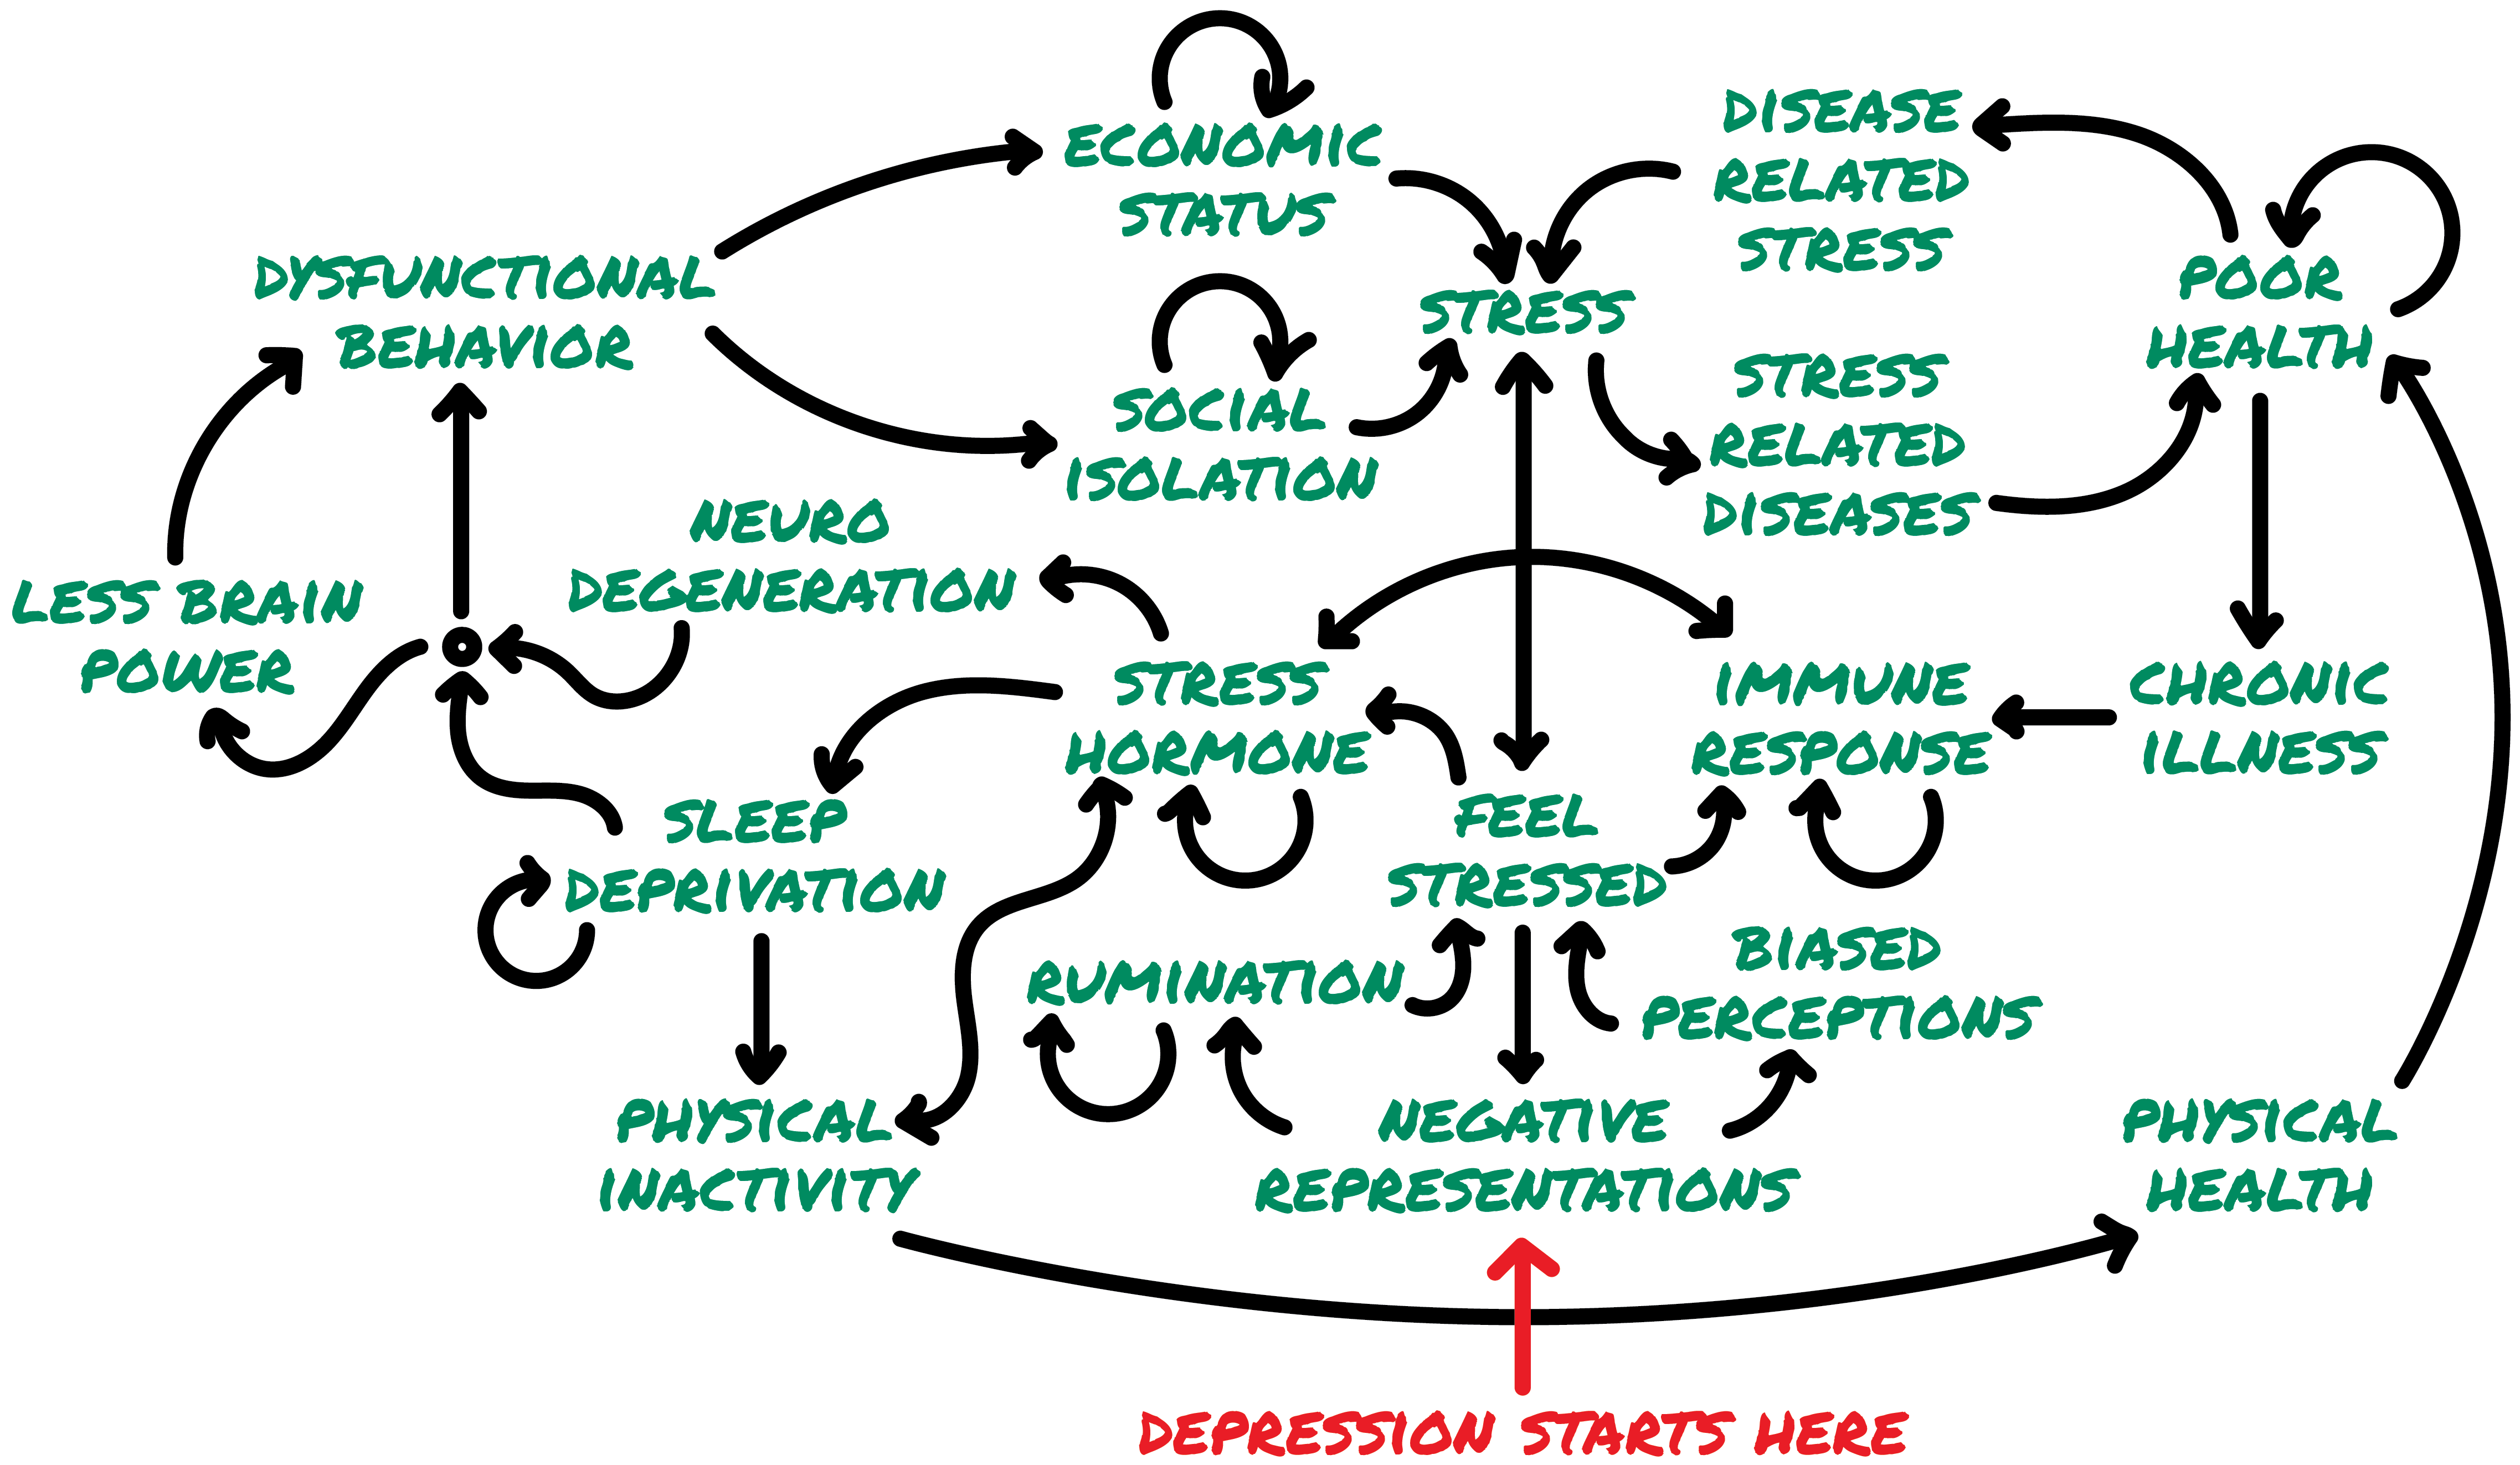 ECONOMIC
STATUS
DISEASE
RELATED
STRESS
DYSFUNCTIONAL
BEHAVIOR
STRESS
POOR
HEALTH
SOCIAL
ISOLATION
STRESS
RELATED
DISEASES
NEURO
DEGENERATION
LESS BRAIN
POWER
STRESS
HORMONE
IMMUNE
RESPONSE
CHRONIC
ILLNESS
SLEEP
DEPRIVATION
FEEL
STRESSED
RUMINATION
BIASED
PERCEPTIONS
PHYSICAL
INACTIVITY
NEGATIVE
REPRESENTATIONS
PHYSICAL
HEALTH
DEPRESSION STARTS HERE